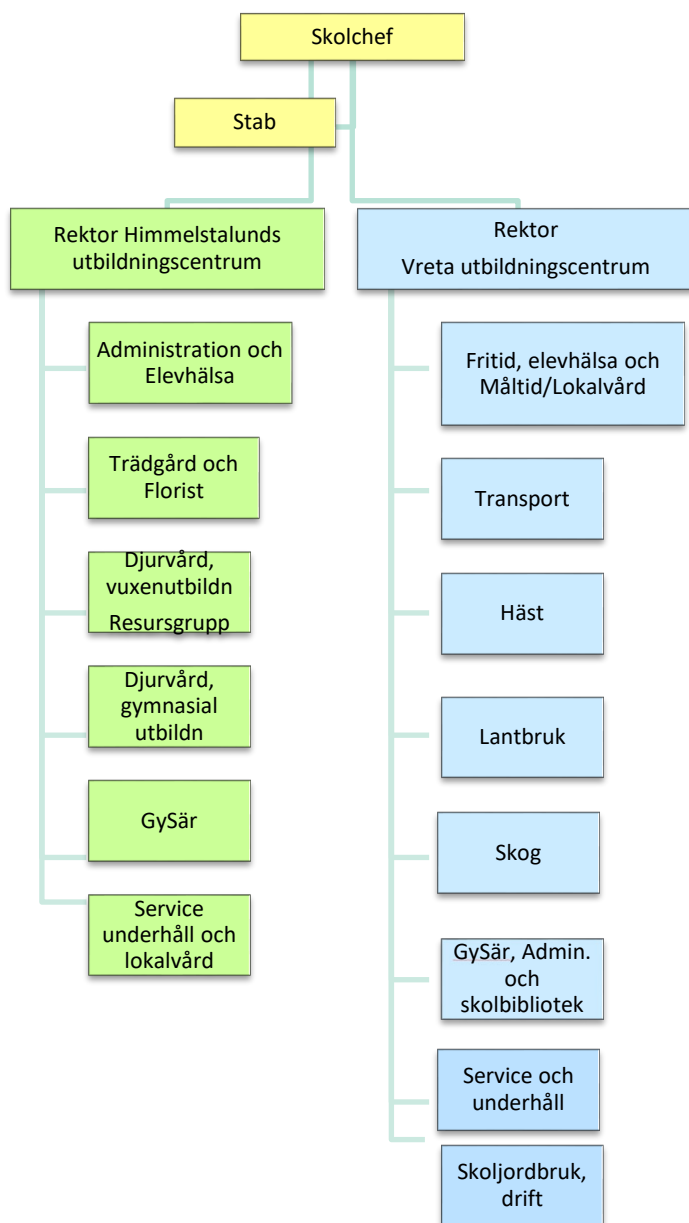 Skolchef
Stab
Rektor Himmelstalunds
utbildningscentrum
Administration och
Elevhälsa
Trädgård och
Florist
Djurvård,
vuxenutbildn
Resursgrupp
Djurvård,
gymnasial
utbildn
GySär
Service
underhåll och
lokalvård
Rektor
Vreta utbildningscentrum
Fritid, elevhälsa och
Måltid/Lokalvård
Transport
Häst
Lantbruk
Skog
GySär, Admin.
och
skolbibliotek
Service och
underhåll
Skoljordbruk,
drift